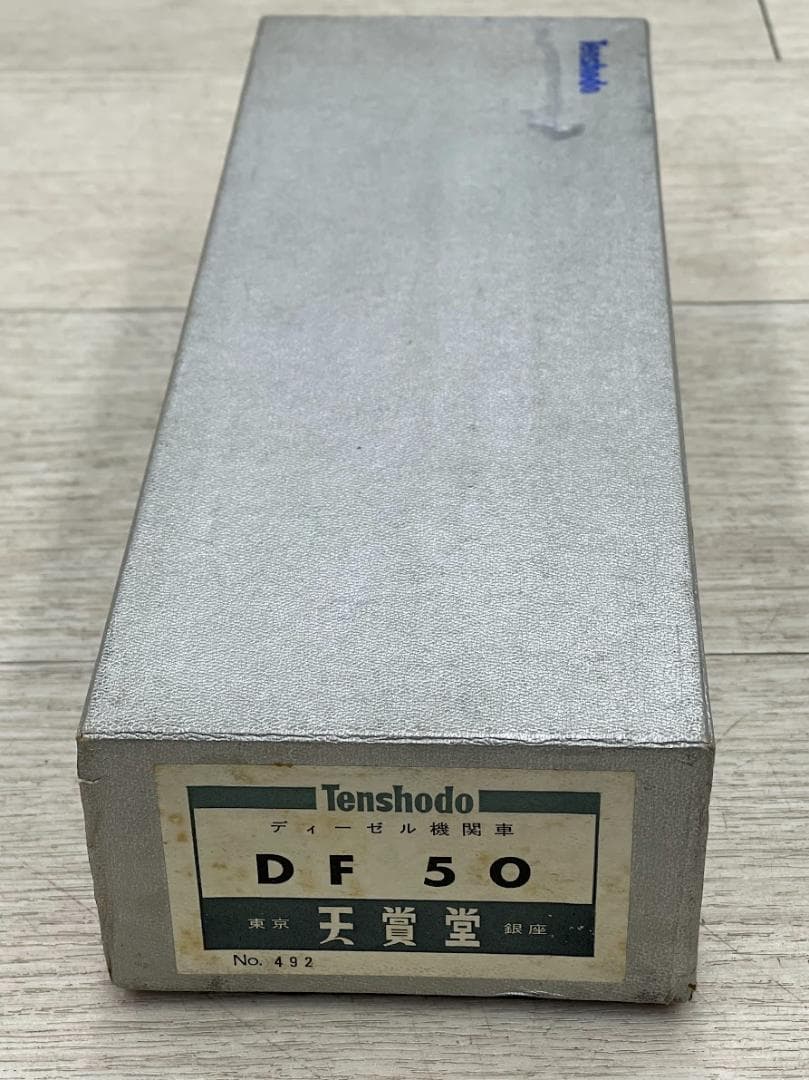 Tenshodo
Tenshodo
ディーゼル機関車
DF 50
東京 天賞堂 銀座
No. 492